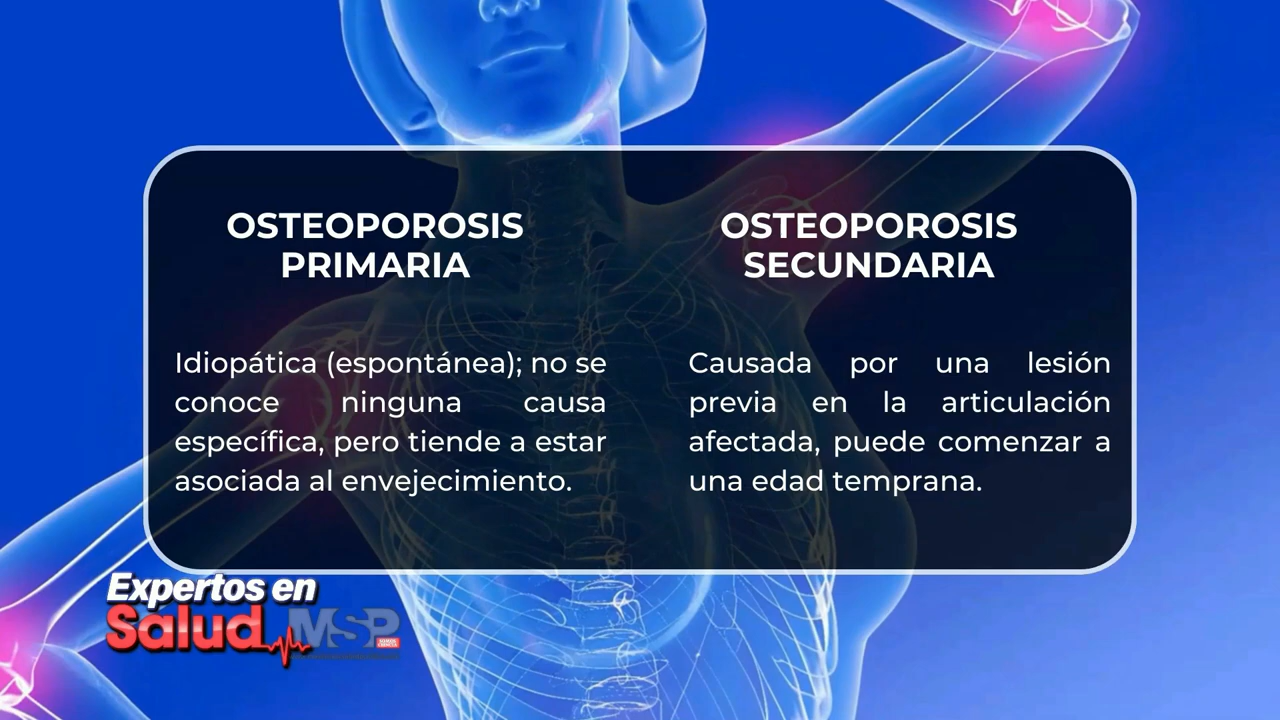 OSTEOPOROSIS
PRIMARIA
Idiopática (espontánea); no se
conoce ninguna causa
específica, pero tiende a estar
asociada al envejecimiento.
OSTEOPOROSIS
SECUNDARIA
Causada por una lesión
previa en la articulación
afectada, puede comenzar a
una edad temprana.
Expertos en
Salud
MSP